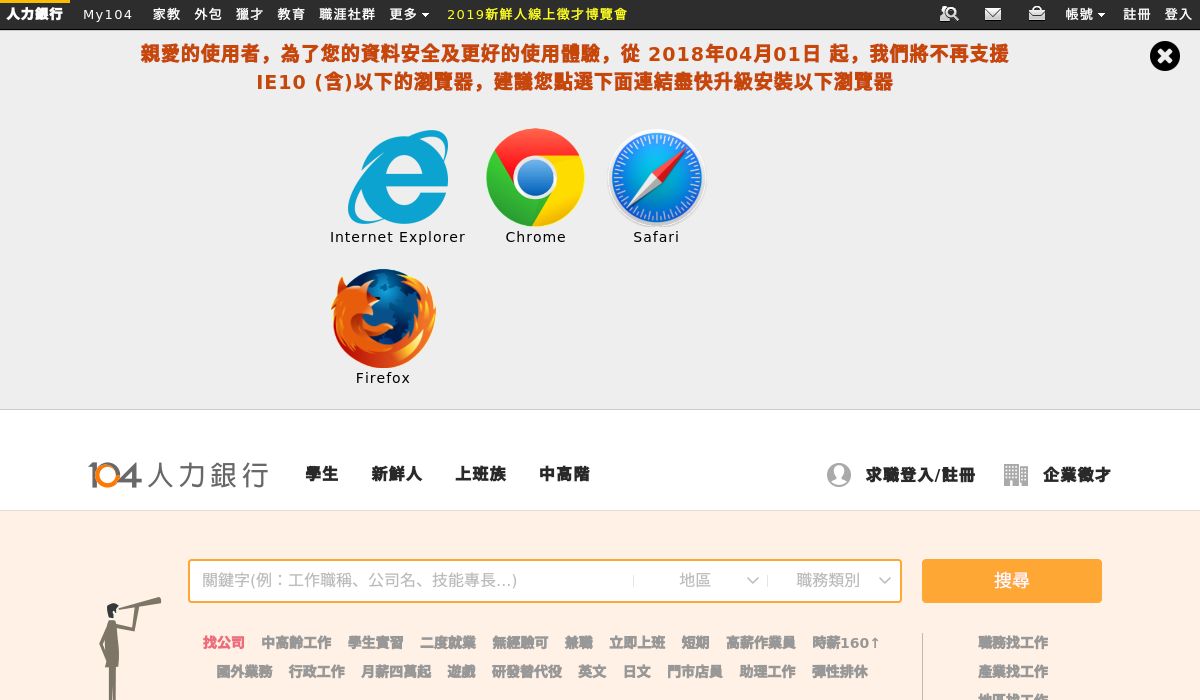 人力銀行 My104 家教 外包 獵才 教育 職涯社群 更多 2019新鮮人線上徵才博覽會 帳號 註冊 登入
親愛的使用者，為了您的資料安全及更好的使用體驗，從 2018年04月01日 起，我們將不再支援
IE10 (含)以下的瀏覽器，建議您點選下面連結盡快升級安裝以下瀏覽器
Internet Explorer Chrome Safari
Firefox
104人力銀行 學生 新鮮人 上班族 中高階 求職登入/註冊 企業徵才
關鍵字(例：工作職稱、公司名、技能專長...) 地區 職務類別 搜尋
找公司 中高齡工作 學生實習 二度就業 無經驗可 兼職 立即上班 短期 高薪作業員 時薪160↑ 職務找工作
國外業務 行政工作 月薪四萬起 遊戲 研發替代役 英文 日文 門市店員 助理工作 彈性排休 產業找工作
地區找工作